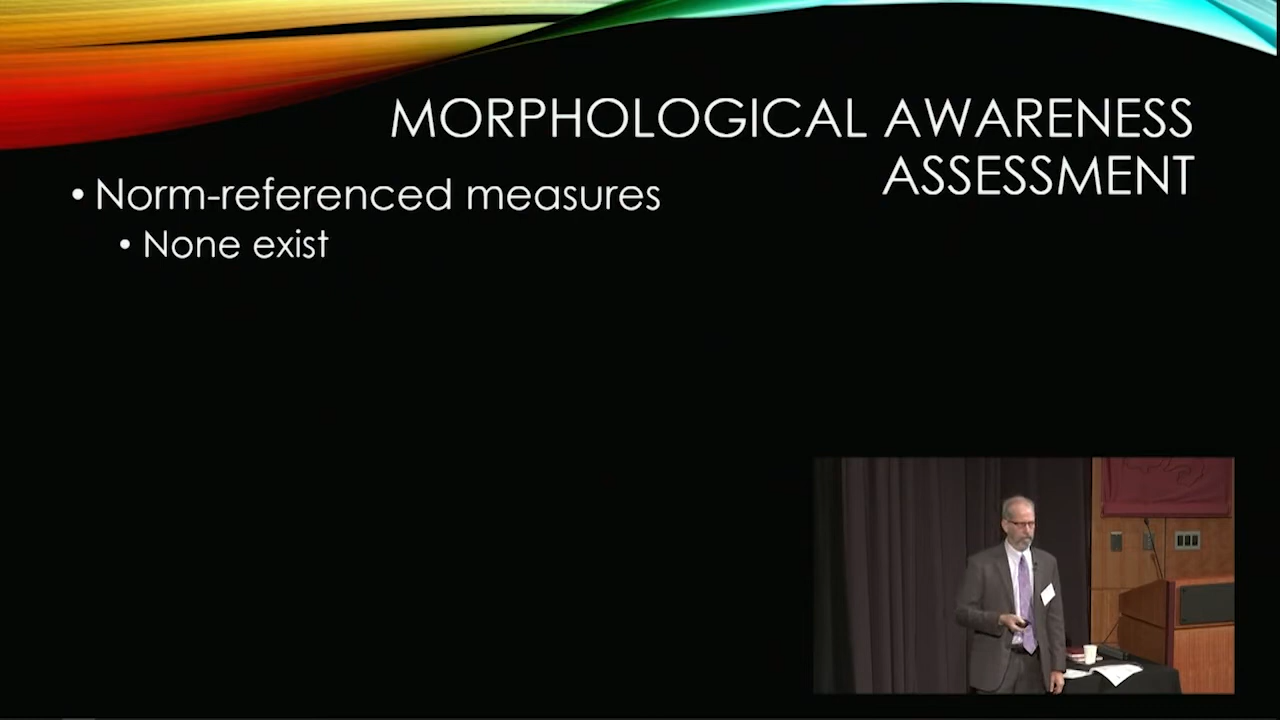 MORPHOLOGICAL AWARENESS
ASSESSMENT
• Norm-referenced measures
• None exist